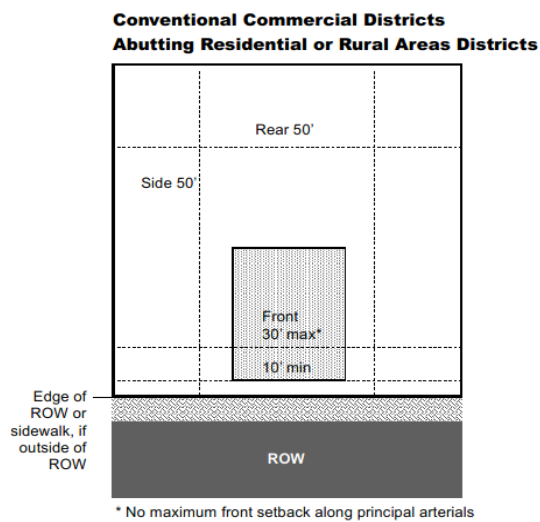 Conventional Commercial Districts
Abutting Residential or Rural Areas Districts
Rear 50'
Side 50'
Front
30' max*
10' min
Edge of
ROW or
sidewalk, if
outside of
ROW
ROW
* No maximum front setback along principal arterials